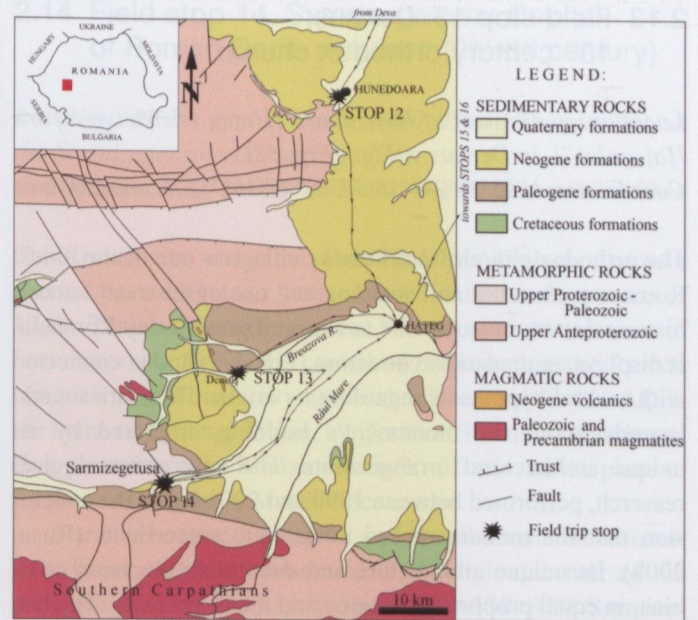 from Deva
UKRAINE
HUNGARY
MOLDAVIA
ROMANIA
BULGARIA
N
HUNEDOARA
STOP 12
towards STOPS 15 & 16
HAŢEG
Breazova R.
Râul Mare
STOP 13
Sarmizegetusa
STOP 14
Southern Carpathians
10 km
LEGEND:
SEDIMENTARY ROCKS
Quaternary formations
Neogene formations
Paleogene formations
Cretaceous formations
METAMORPHIC ROCKS
Upper Proterozoic
Paleozoic
Upper Anteproterozoic
MAGMATIC ROCKS
Neogene volcanics
Paleozoic and
Precambrian magmatites
Trust
Fault
Field trip stop